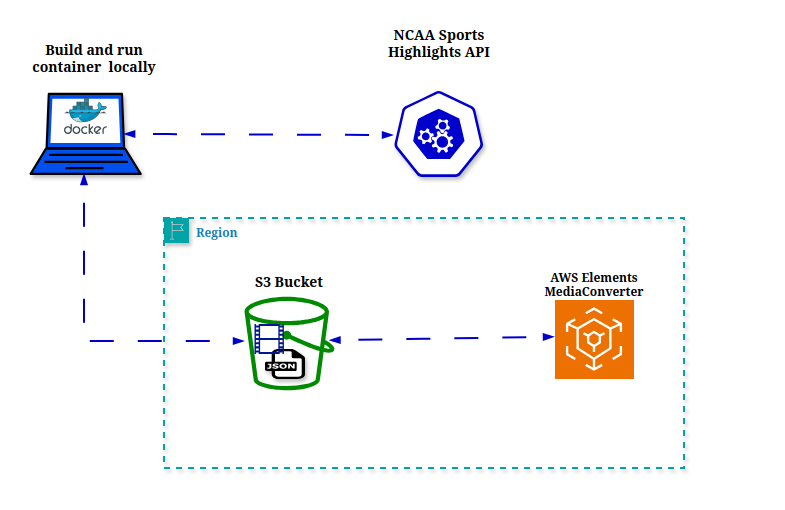 NCAA Sports
Highlights API
Build and run
container locally
docker
Region
S3 Bucket
JSON
AWS Elements
MediaConverter